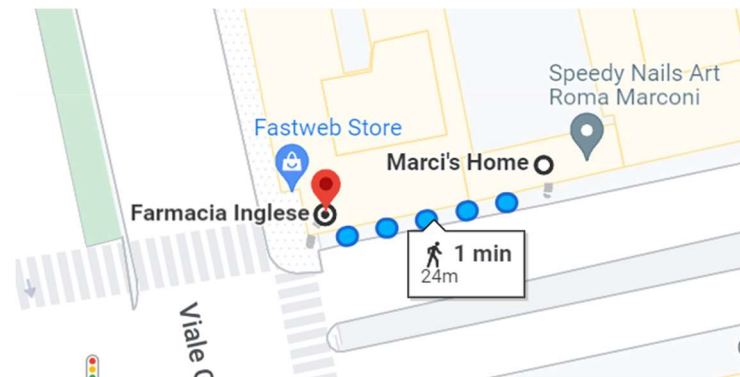 Speedy Nails Art
Roma Marconi
Fastweb Store
Marci's Home
Farmacia Inglese
1 min
24m
Viale